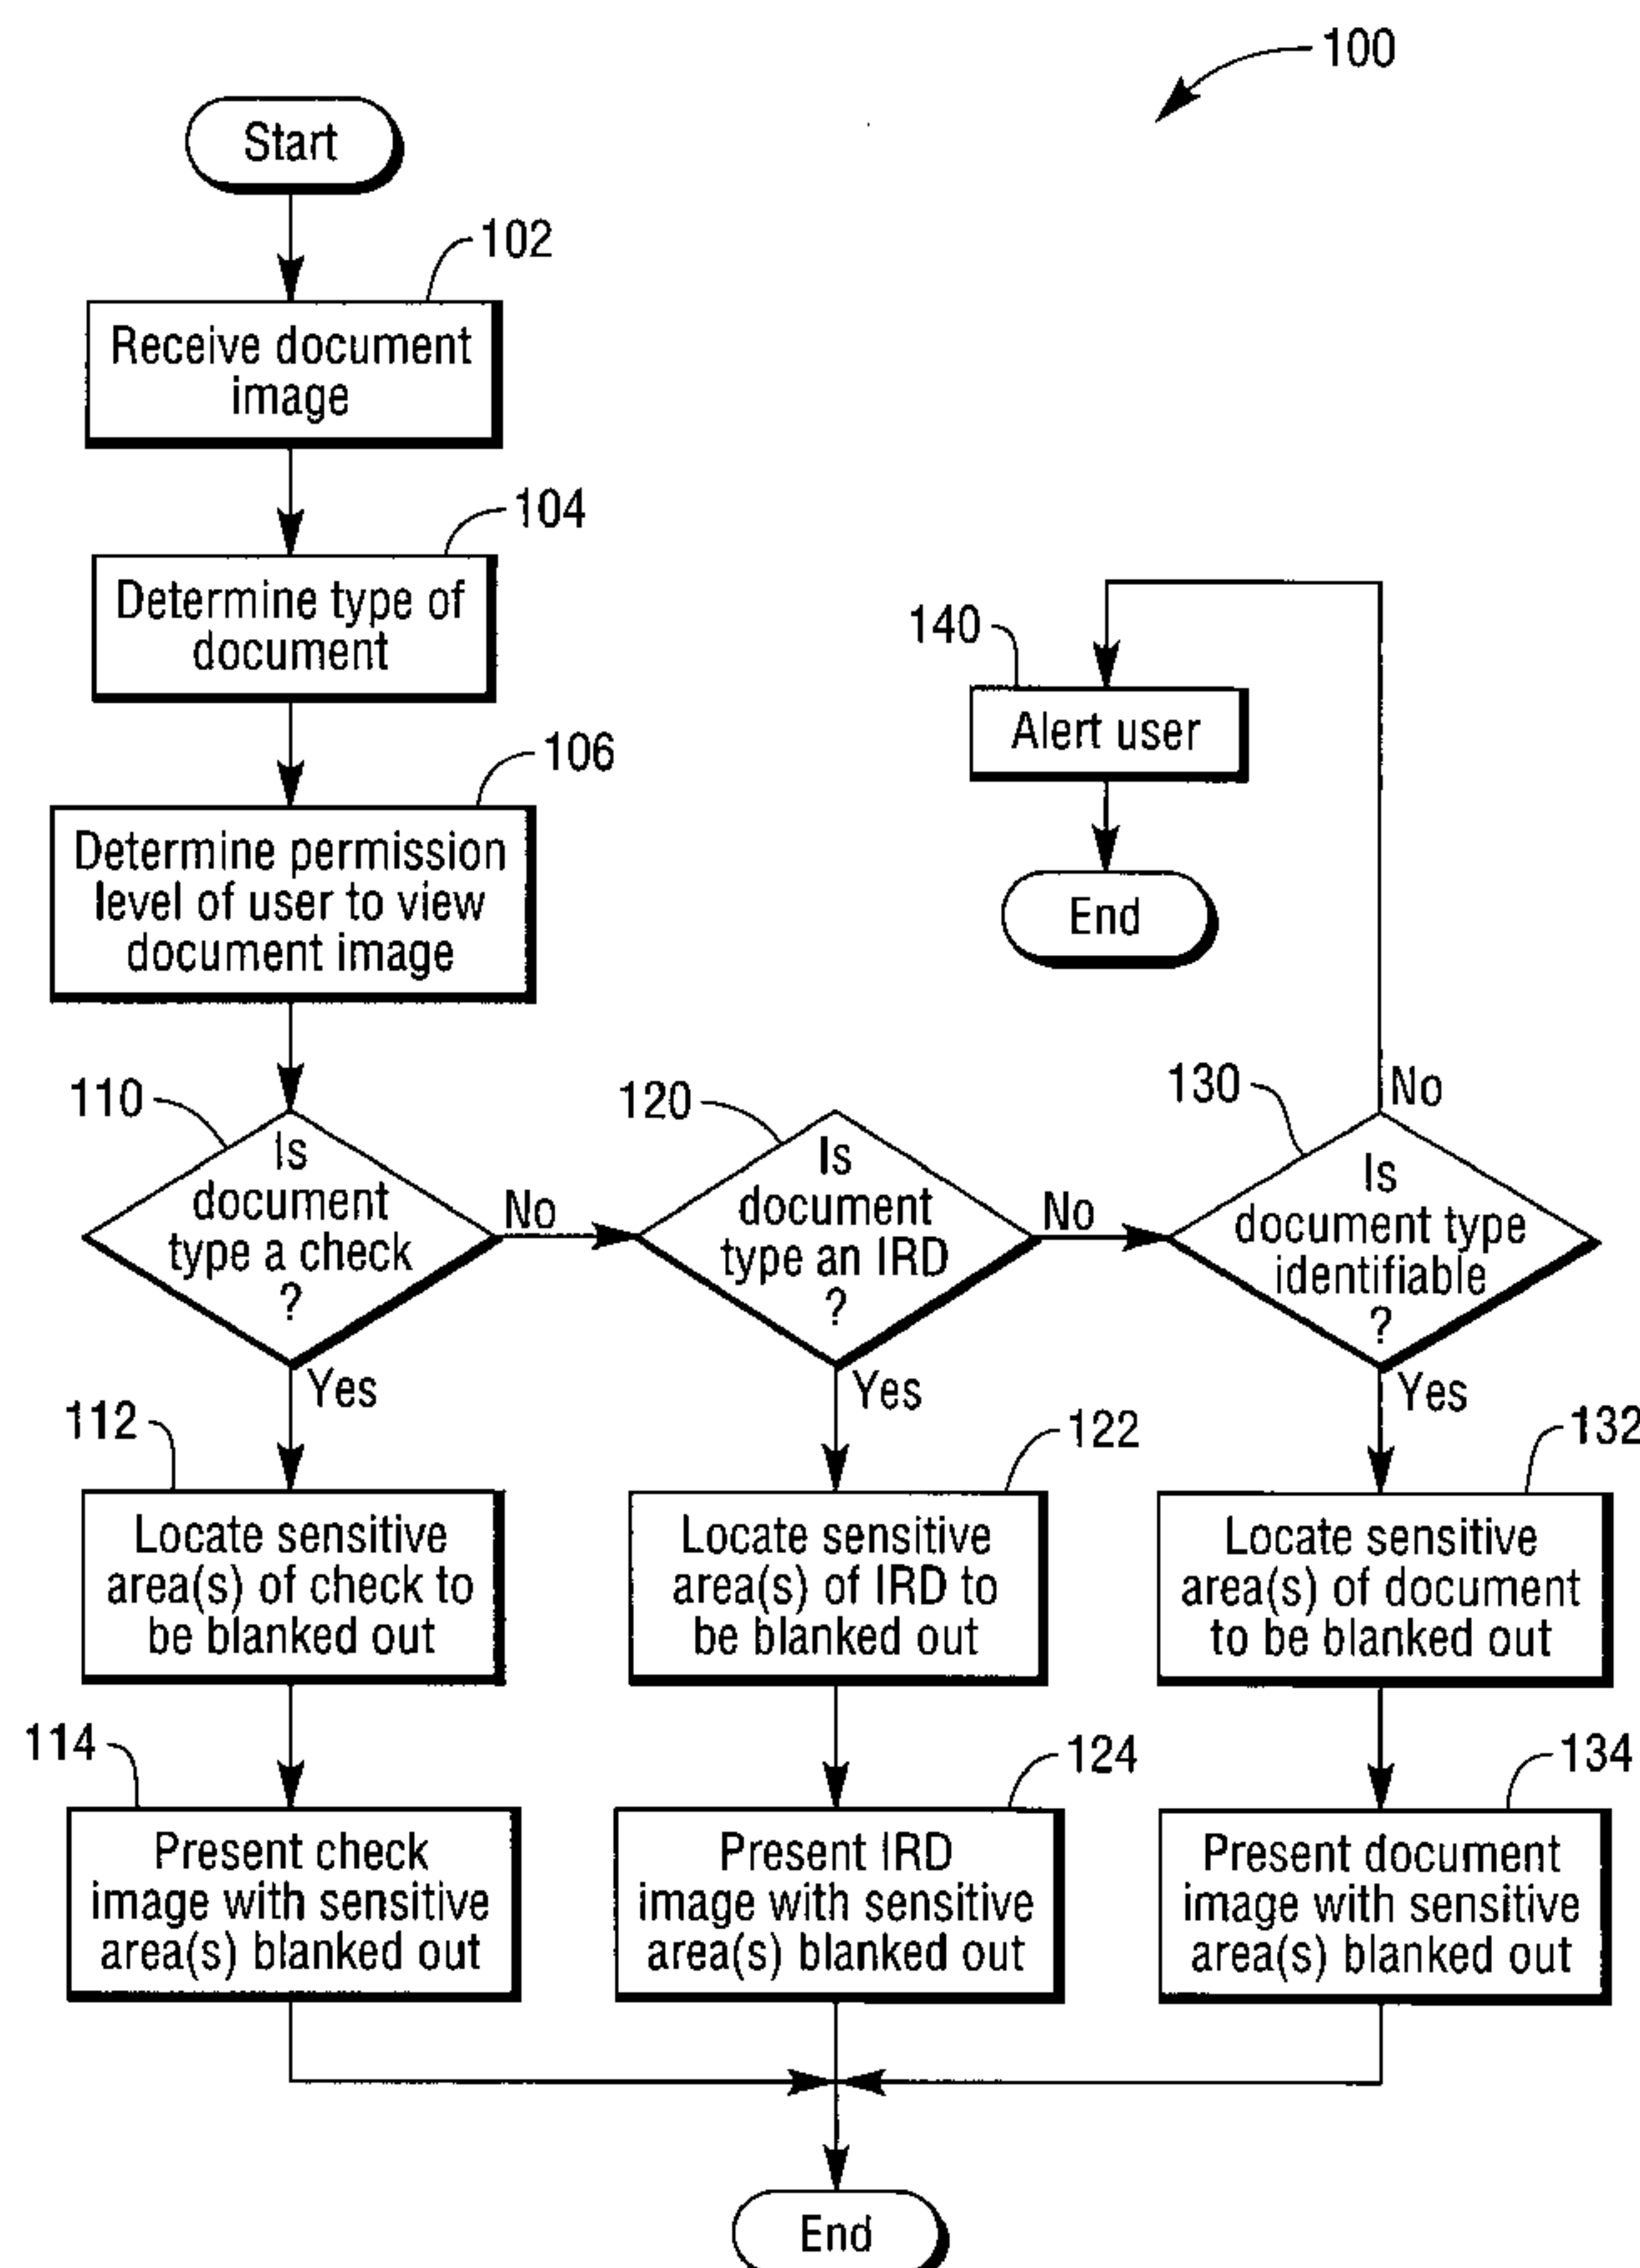 100
Start
102
Receive document
image
104
Determine type of
document
106
Determine permission
level of user to view
document image
140
Alert user
End
110
Is
document
type a check
?
No
Yes
120
Is
document
type an IRD
?
No
Yes
130
Is
document type
identifiable
?
No
Yes
112
Locate sensitive
area(s) of check to
be blanked out
122
Locate sensitive
area(s) of IRD to
be blanked out
132
Locate sensitive
area(s) of document
to be blanked out
114
Present check
image with sensitive
area(s) blanked out
124
Present IRD
image with sensitive
area(s) blanked out
134
Present document
image with sensitive
area(s) blanked out
End